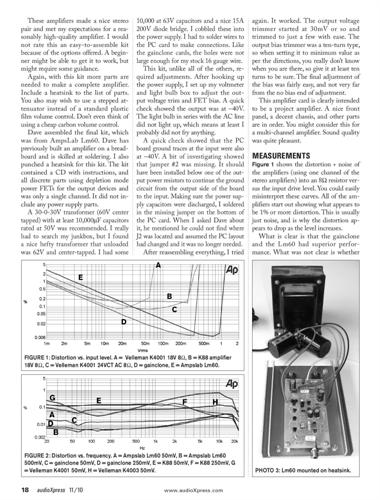 These amplifiers made a nice stereo
pair and met my expectations for a rea-
sonably high-quality amplifier. I would
not rate this an easy-to-assemble kit
because of the options offered. A begin-
ner might be able to get it to work, but
might require some guidance.
Again, with this kit more parts are
needed to make a complete amplifier.
Include a heatsink to the list of parts.
You also may wish to use a stepped at-
tenuator instead of a standard plastic
film volume control. Don't even think of
using a cheap carbon volume control.
Dave assembled the final kit, which
was from AmpsLab Lm60. Dave has
previously built an amplifier on a bread-
board and is skilled at soldering. I also
punched a heatsink for this kit. The kit
contained a CD with instructions, and
all discrete parts using depletion mode
power FETs for the output devices and
was only a single channel. It did not in-
clude any power supply parts.
A 30-0-30V transformer (60V center
tapped) with at least 10,000µF capacitors
rated at 50V was recommended. I really
had to search my junkbox, but I found
a nice hefty transformer that unloaded
was 62V and center-tapped. I had some
10,000 at 63V capacitors and a nice 15A
200V diode bridge. I cobbled these into
the power supply. I had to solder wires to
the PC card to make connections. Like
the gainclone cards, the holes were not
large enough for my stock 16 gauge wire.
This kit, unlike all of the others, re-
quired adjustments. After hooking up
the power supply, I set up my voltmeter
and light bulb box to adjust the out-
put voltage trim and FET bias. A quick
check showed the output was at –40V.
The light bulb in series with the AC line
did not light up, which means at least I
probably did not fry anything.
A quick check showed that the PC
board ground traces at the input were also
at –40V. A bit of investigating showed
that jumper #2 was missing. It should
have been installed below one of the out-
put power resistors to continue the ground
circuit from the output side of the board
to the input. Making sure the power sup-
ply capacitors were discharged, I soldered
in the missing jumper on the bottom of
the PC card. When I asked Dave about
it, he mentioned he could not find where
J2 was located and assumed the PC layout
had changed and it was no longer needed.
After reassembling everything, I tried
again. It worked. The output voltage
trimmer started at 30mV or so and
trimmed to just a few with ease. The
output bias trimmer was a ten-turn type,
so when setting it to minimum value as
per the directions, you really don't know
when you are there, so give it at least ten
turns to be sure. The final adjustment of
the bias was fairly easy, and not very far
from the no bias end of adjustment.
This amplifier card is clearly intended
to be a project amplifier. A nice front
panel, a decent chassis, and other parts
are in order. You might consider this for
a multi-channel amplifier. Sound quality
was quite pleasant.
MEASUREMENTS
Figure 1 shows the distortion + noise of
the amplifiers (using one channel of the
stereo amplifiers) into an 8Ω resistor ver-
sus the input drive level. You could easily
misinterpret these curves. All of the am-
plifiers start out showing what appears to
be 1% or more distortion. This is usually
just noise, and is why the distortion ap-
pears to drop as the level increases.
What is clear is that the gainclone
and the Lm60 had superior perfor-
mance. What was not clear is whether
FIGURE 1: Distortion vs. input level. A = Velleman K4001 18V 8Ω, B = K88 amplifier
18V 8Ω, C = Velleman K4001 34VCT AC 8Ω, D = gainclone, E = Ampslab Lm60.
FIGURE 2: Distortion vs. frequency. A = Ampslab Lm60 50mV, B = Ampslab Lm60
500mV, C = gainclone 50mV, D = gainclone 250mV, E = K88 50mV, F = K88 250mV, G
= Velleman K4001 50mV, H = Velleman K4003 50mV.
PHOTO 3: Lm60 mounted on heatsink.
18 audioXpress 11/10 www.audioXpress.com